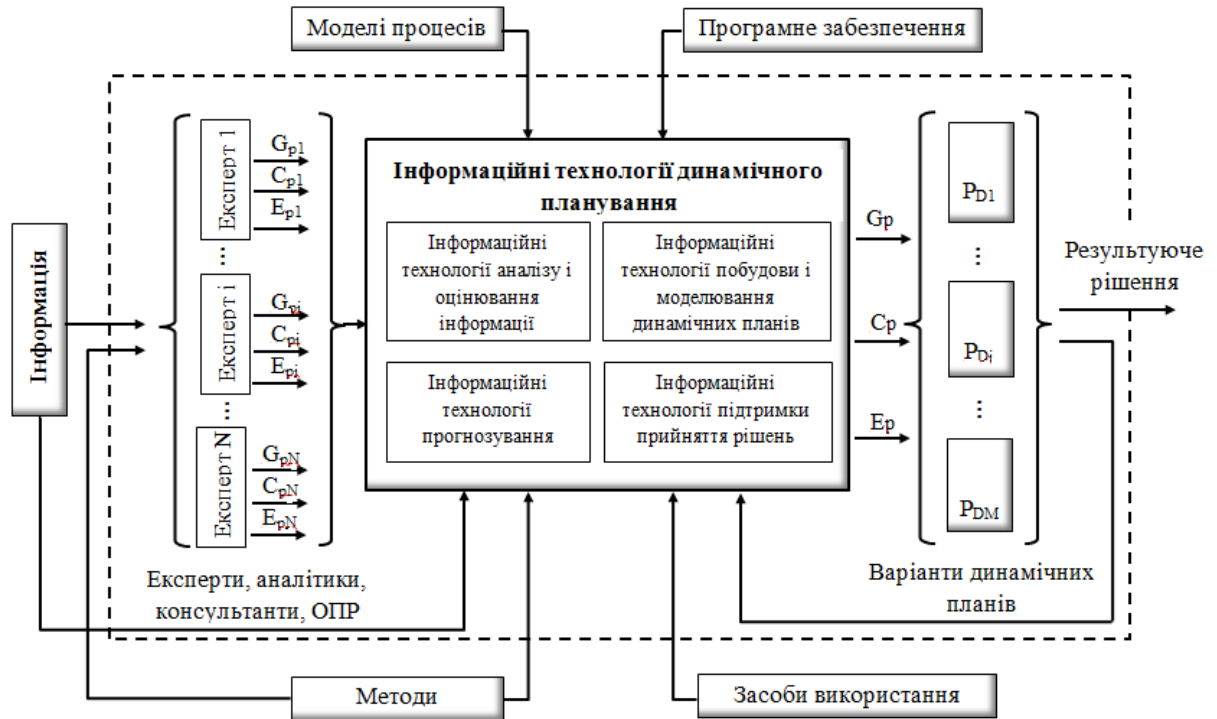 Моделі процесів
Програмне забезпечення
Інформація
Експерт 1
Gp1
Cp1
Ep1
...
Експерт i
Gpi
Cpi
Epi
...
Експерт N
GpN
CpN
EpN
Експерти, аналітики,
консультанти, ОПР
Інформаційні технології динамічного
планування
Інформаційні
технології аналізу і
оцінювання
інформації
Інформаційні
технології побудови і
моделювання
динамічних планів
Інформаційні
технології
прогнозування
Інформаційні
технології підтримки
прийняття рішень
Gp
Cp
Ep
PD1
...
PDi
...
PDM
Варіанти динамічних
планів
Результуюче
рішення
Методи
Засоби використання